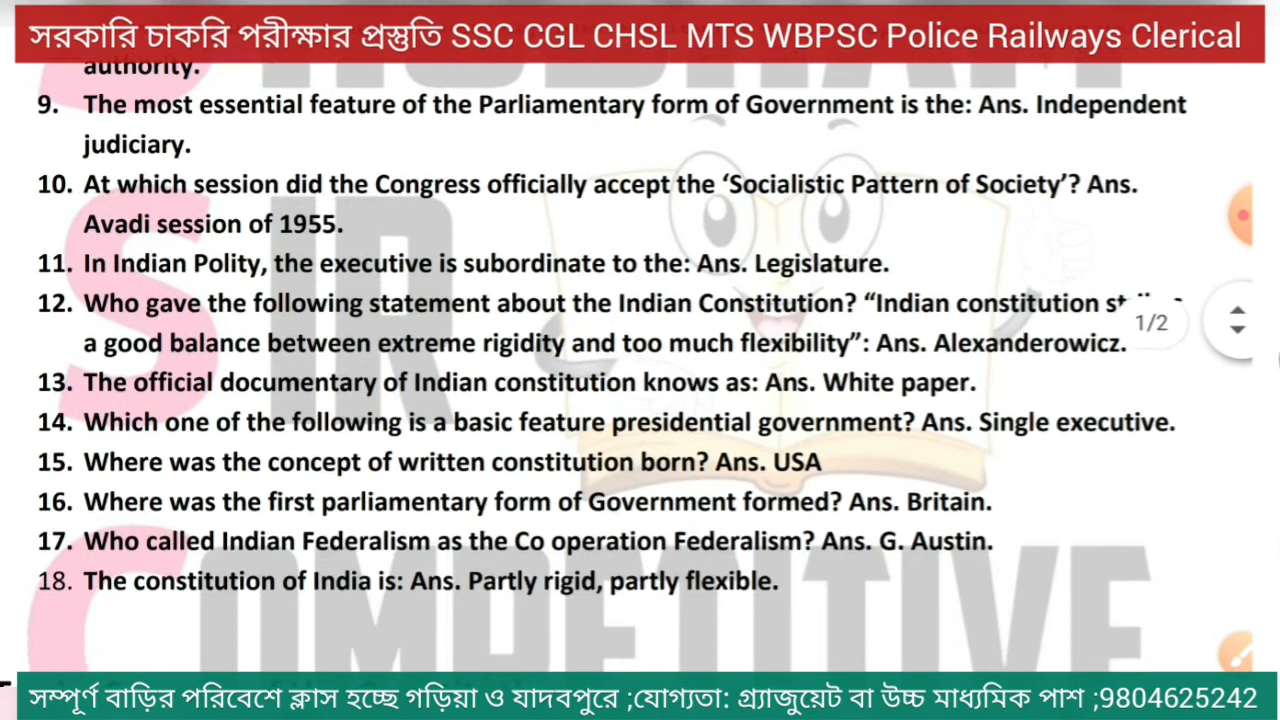 সরকারি চাকরি পরীক্ষার প্রস্তুতি SSC CGL CHSL MTS WBPSC Police Railways Clerical
authority.
9. The most essential feature of the Parliamentary form of Government is the: Ans. Independent
judiciary.
10. At which session did the Congress officially accept the ‘Socialistic Pattern of Society’? Ans.
Avadi session of 1955.
11. In Indian Polity, the executive is subordinate to the: Ans. Legislature.
12. Who gave the following statement about the Indian Constitution? “Indian constitution
1/2
a good balance between extreme rigidity and too much flexibility”: Ans. Alexanderowicz.
13. The official documentary of Indian constitution knows as: Ans. White paper.
14. Which one of the following is a basic feature presidential government? Ans. Single executive.
15. Where was the concept of written constitution born? Ans. USA
16. Where was the first parliamentary form of Government formed? Ans. Britain.
17. Who called Indian Federalism as the Co operation Federalism? Ans. G. Austin.
18. The constitution of India is: Ans. Partly rigid, partly flexible.
SIR
COMPETITIVE
সম্পূর্ণ বাড়ির পরিবেশে ক্লাস হচ্ছে গড়িয়া ও যাদবপুরে ;যোগ্যতা: গ্র্যাজুয়েট বা উচ্চ মাধ্যমিক পাশ ;9804625242